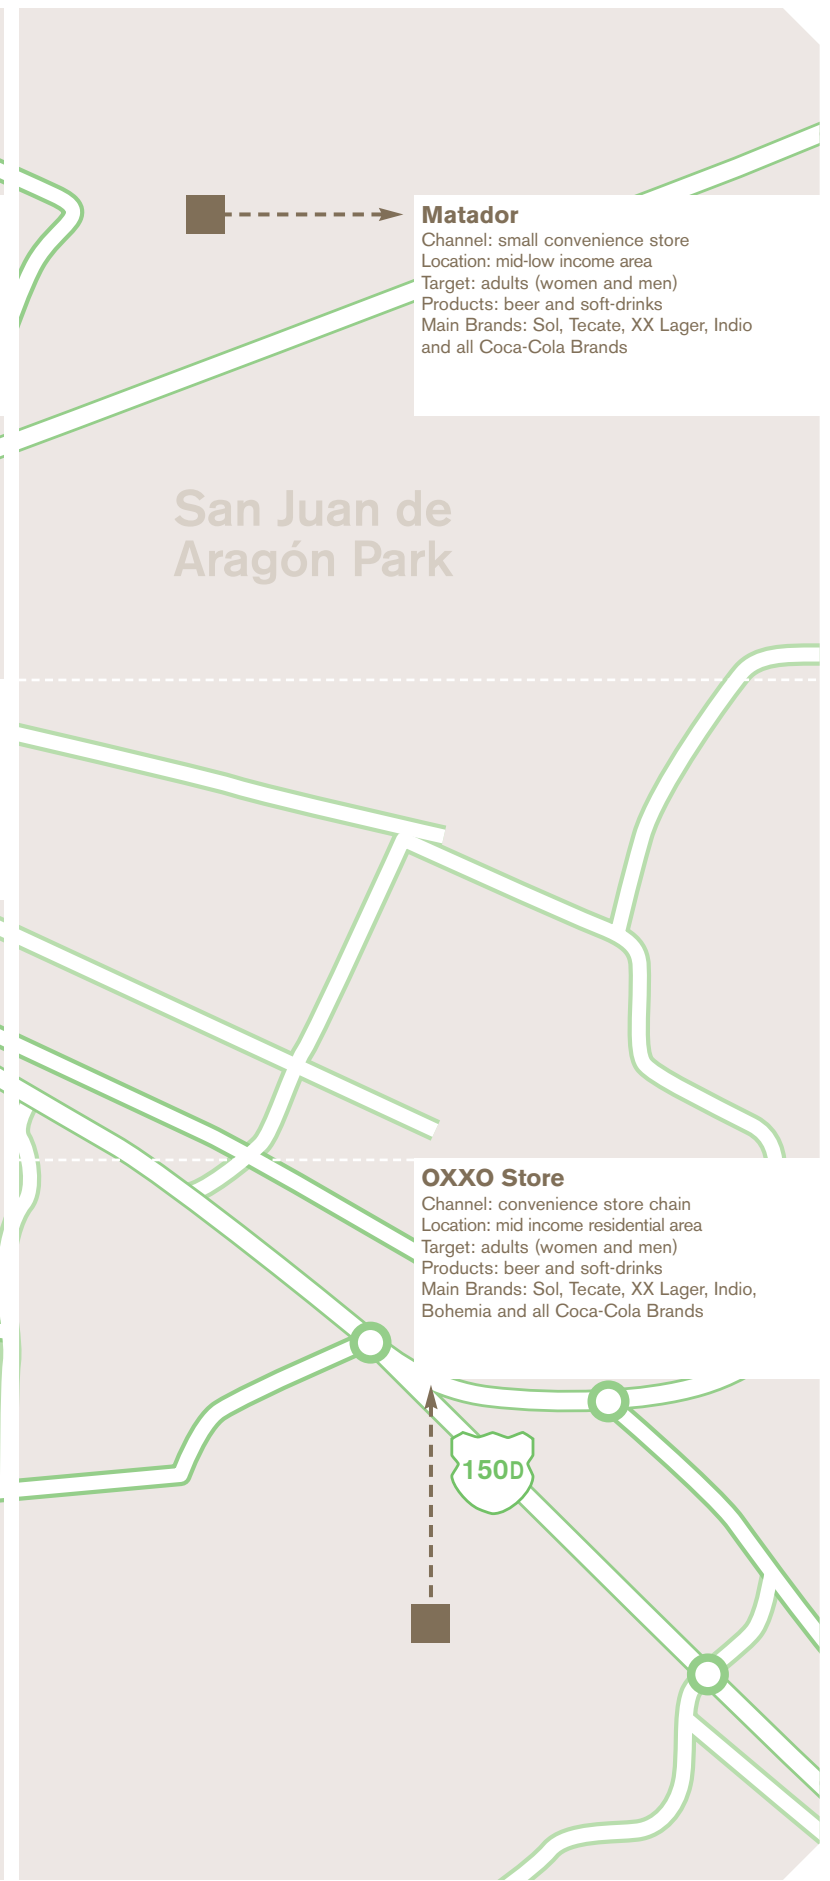 Matador
Channel: small convenience store
Location: mid-low income area
Target: adults (women and men)
Products: beer and soft-drinks
Main Brands: Sol, Tecate, XX Lager, Indio
and all Coca-Cola Brands
San Juan de
Aragón Park
OXXO Store
Channel: convenience store chain
Location: mid income residential area
Target: adults (women and men)
Products: beer and soft-drinks
Main Brands: Sol, Tecate, XX Lager, Indio,
Bohemia and all Coca-Cola Brands
150D